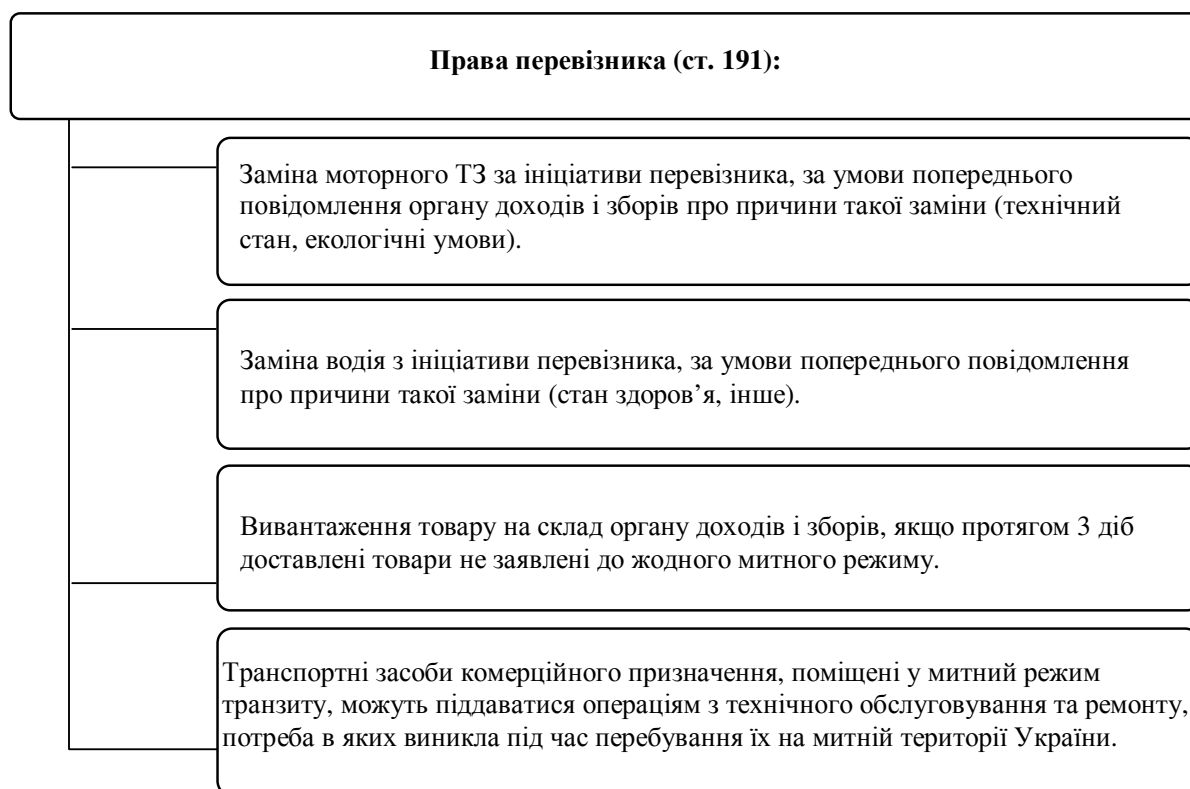 Права перевізника (ст. 191):
Заміна моторного ТЗ за ініціативи перевізника, за умови попереднього
повідомлення органу доходів і зборів про причини такої заміни (технічний
стан, екологічні умови).
Заміна водія з ініціативи перевізника, за умови попереднього повідомлення
про причини такої заміни (стан здоров’я, інше).
Вивантаження товару на склад органу доходів і зборів, якщо протягом 3 діб
доставлені товари не заявлені до жодного митного режиму.
Транспортні засоби комерційного призначення, поміщені у митний режим
транзиту, можуть піддаватися операціям з технічного обслуговування та ремонту,
потреба в яких виникла під час перебування їх на митній території України.